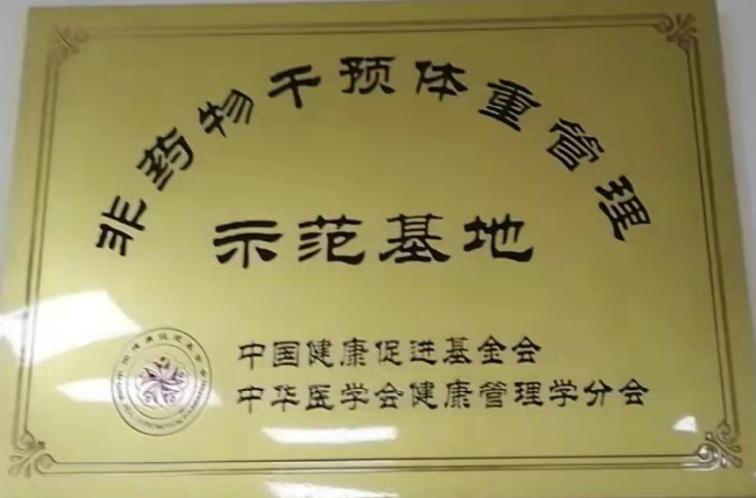 非药物干预体重管理
示范基地
中国健康促进基金会
中华医学会健康管理学分会